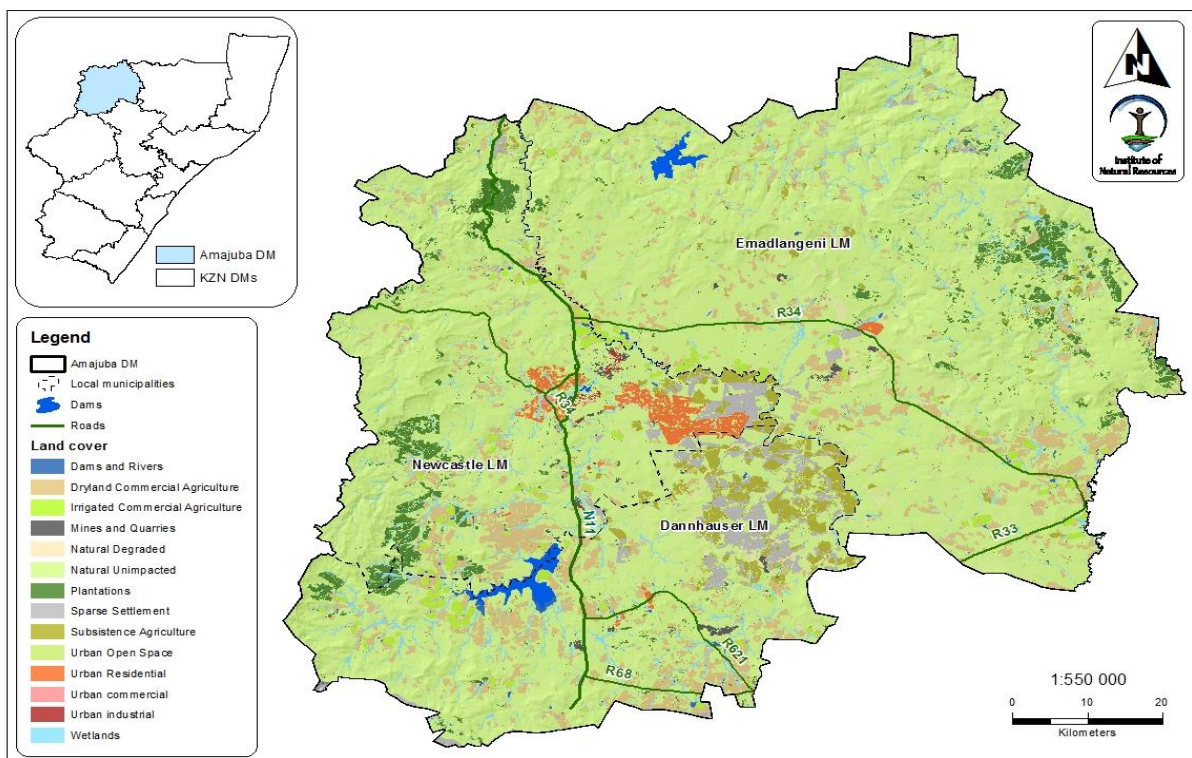 Amajuba DM
KZN DMs
N
Institute of
Natural Resources
Legend
Amajuba DM
Local municipalities
Dams
Roads
Land cover
Dams and Rivers
Dryland Commercial Agriculture
Irrigated Commercial Agriculture
Mines and Quarries
Natural Degraded
Natural Unimpacted
Plantations
Sparse Settlement
Subsistence Agriculture
Urban Open Space
Urban Residential
Urban commercial
Urban industrial
Wetlands
Emadlangeni LM
R34
R34
Newcastle LM
N11
Dannhauser LM
R33
R621
R68
1:550 000
0 10 20
Kilometers